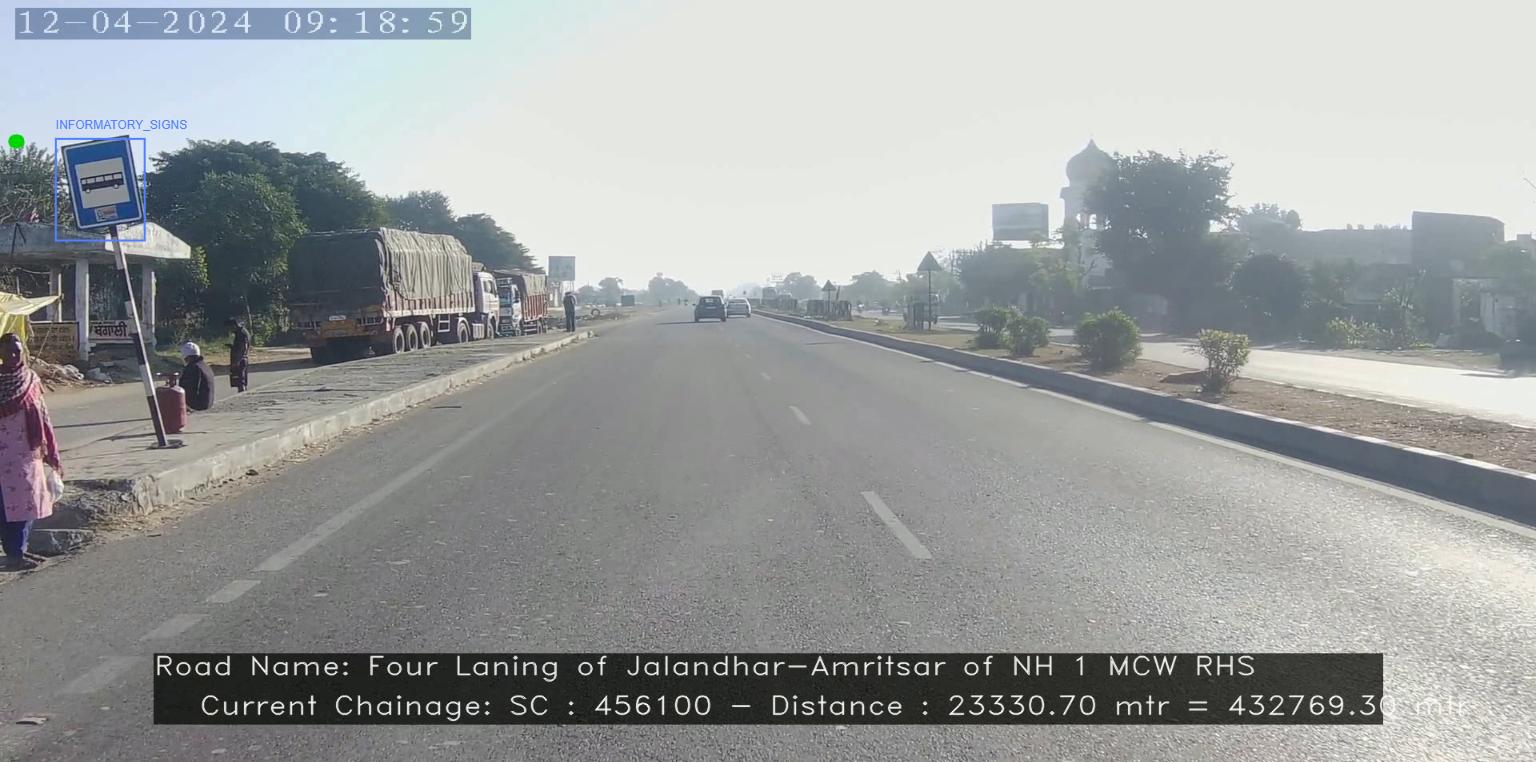 12-04-2024 09:18:59
INFORMATORY_SIGNS
ਬੰਗਾਲੀ
Road Name: Four Laning of Jalandhar-Amritsar of NH 1 MCW RHS
Current Chainage: SC : 456100 - Distance : 23330.70 mtr = 432769.30 mtr